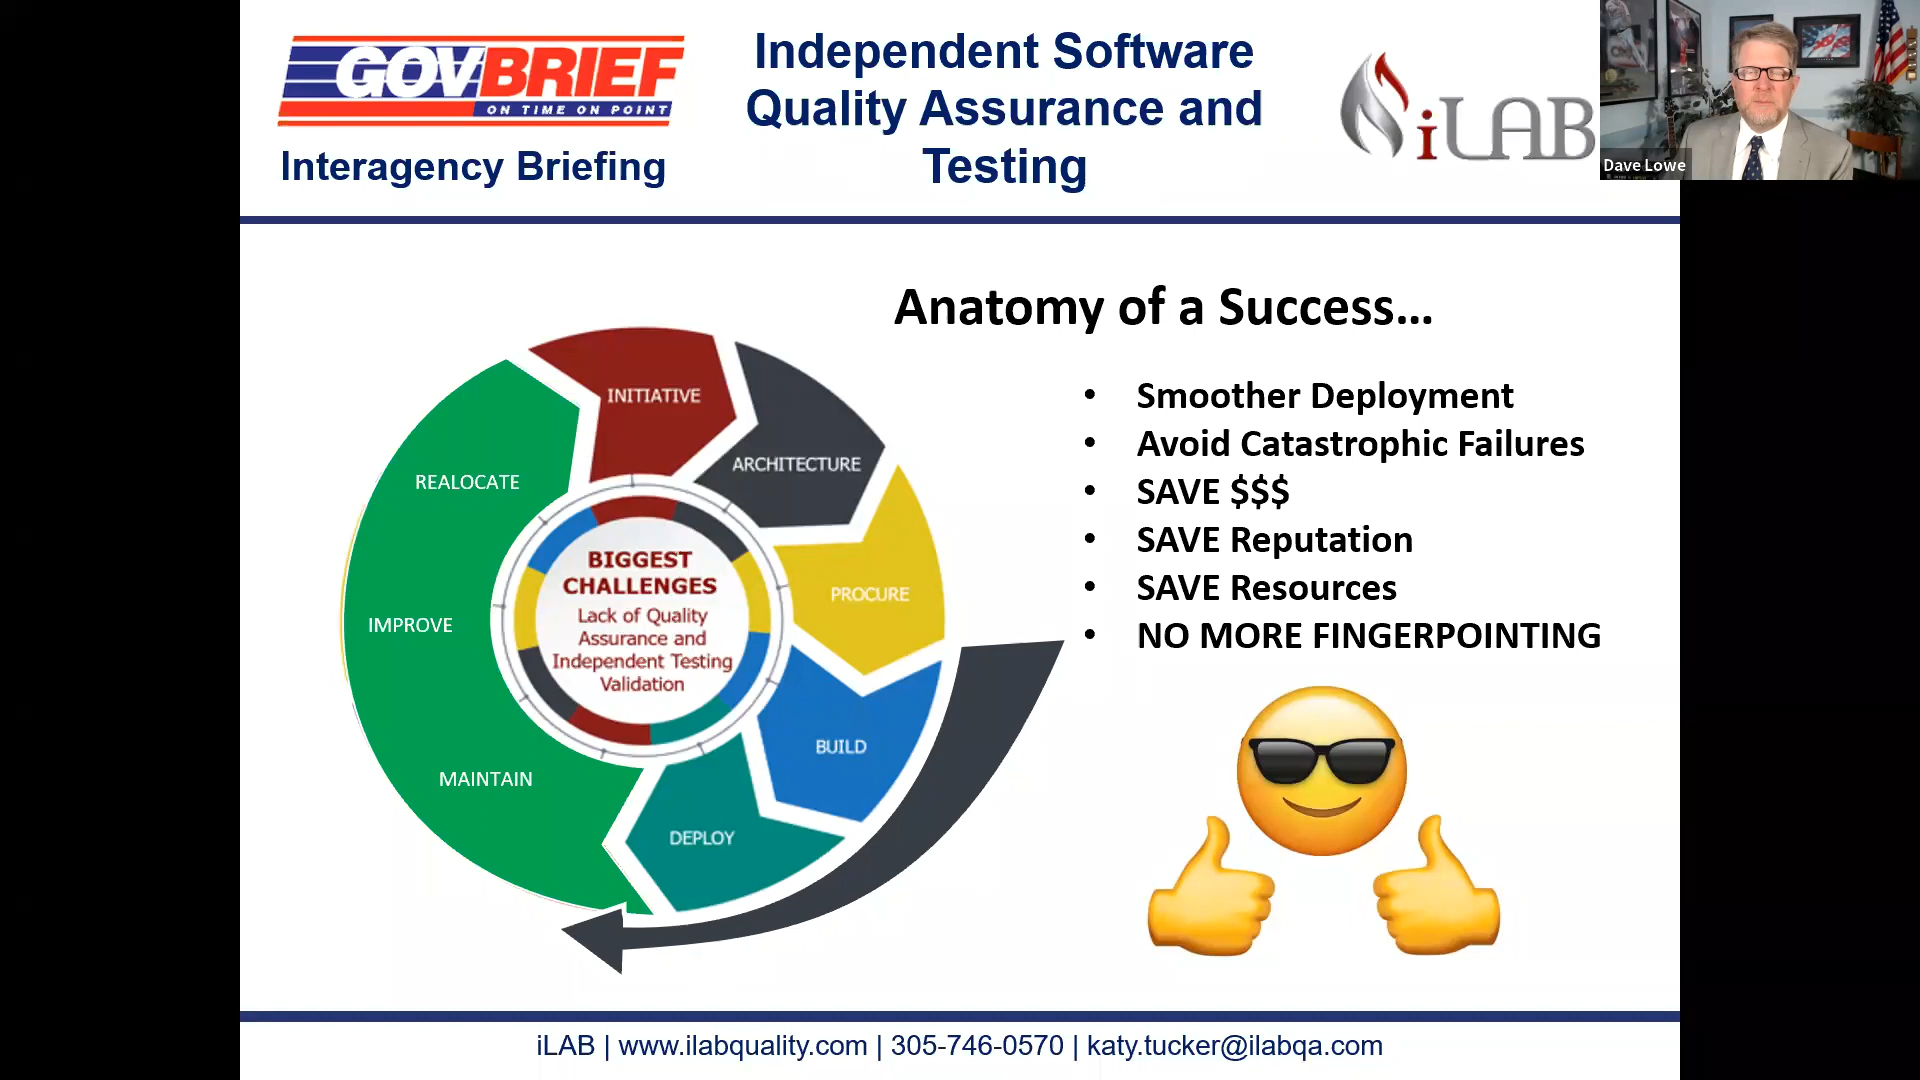 GOVBRIEF
ON TIME ON POINT
Interagency Briefing
Independent Software
Quality Assurance and
Testing
iLAB
Dave Lowe
Anatomy of a Success...
• Smoother Deployment
• Avoid Catastrophic Failures
• SAVE $$$
• SAVE Reputation
• SAVE Resources
• NO MORE FINGERPOINTING
INITIATIVE
ARCHITECTURE
PROCURE
BUILD
DEPLOY
MAINTAIN
IMPROVE
REALOCATE
BIGGEST
CHALLENGES
Lack of Quality
Assurance and
Independent Testing
Validation
iLAB | www.ilabquality.com | 305-746-0570 | katy.tucker@ilabqa.com